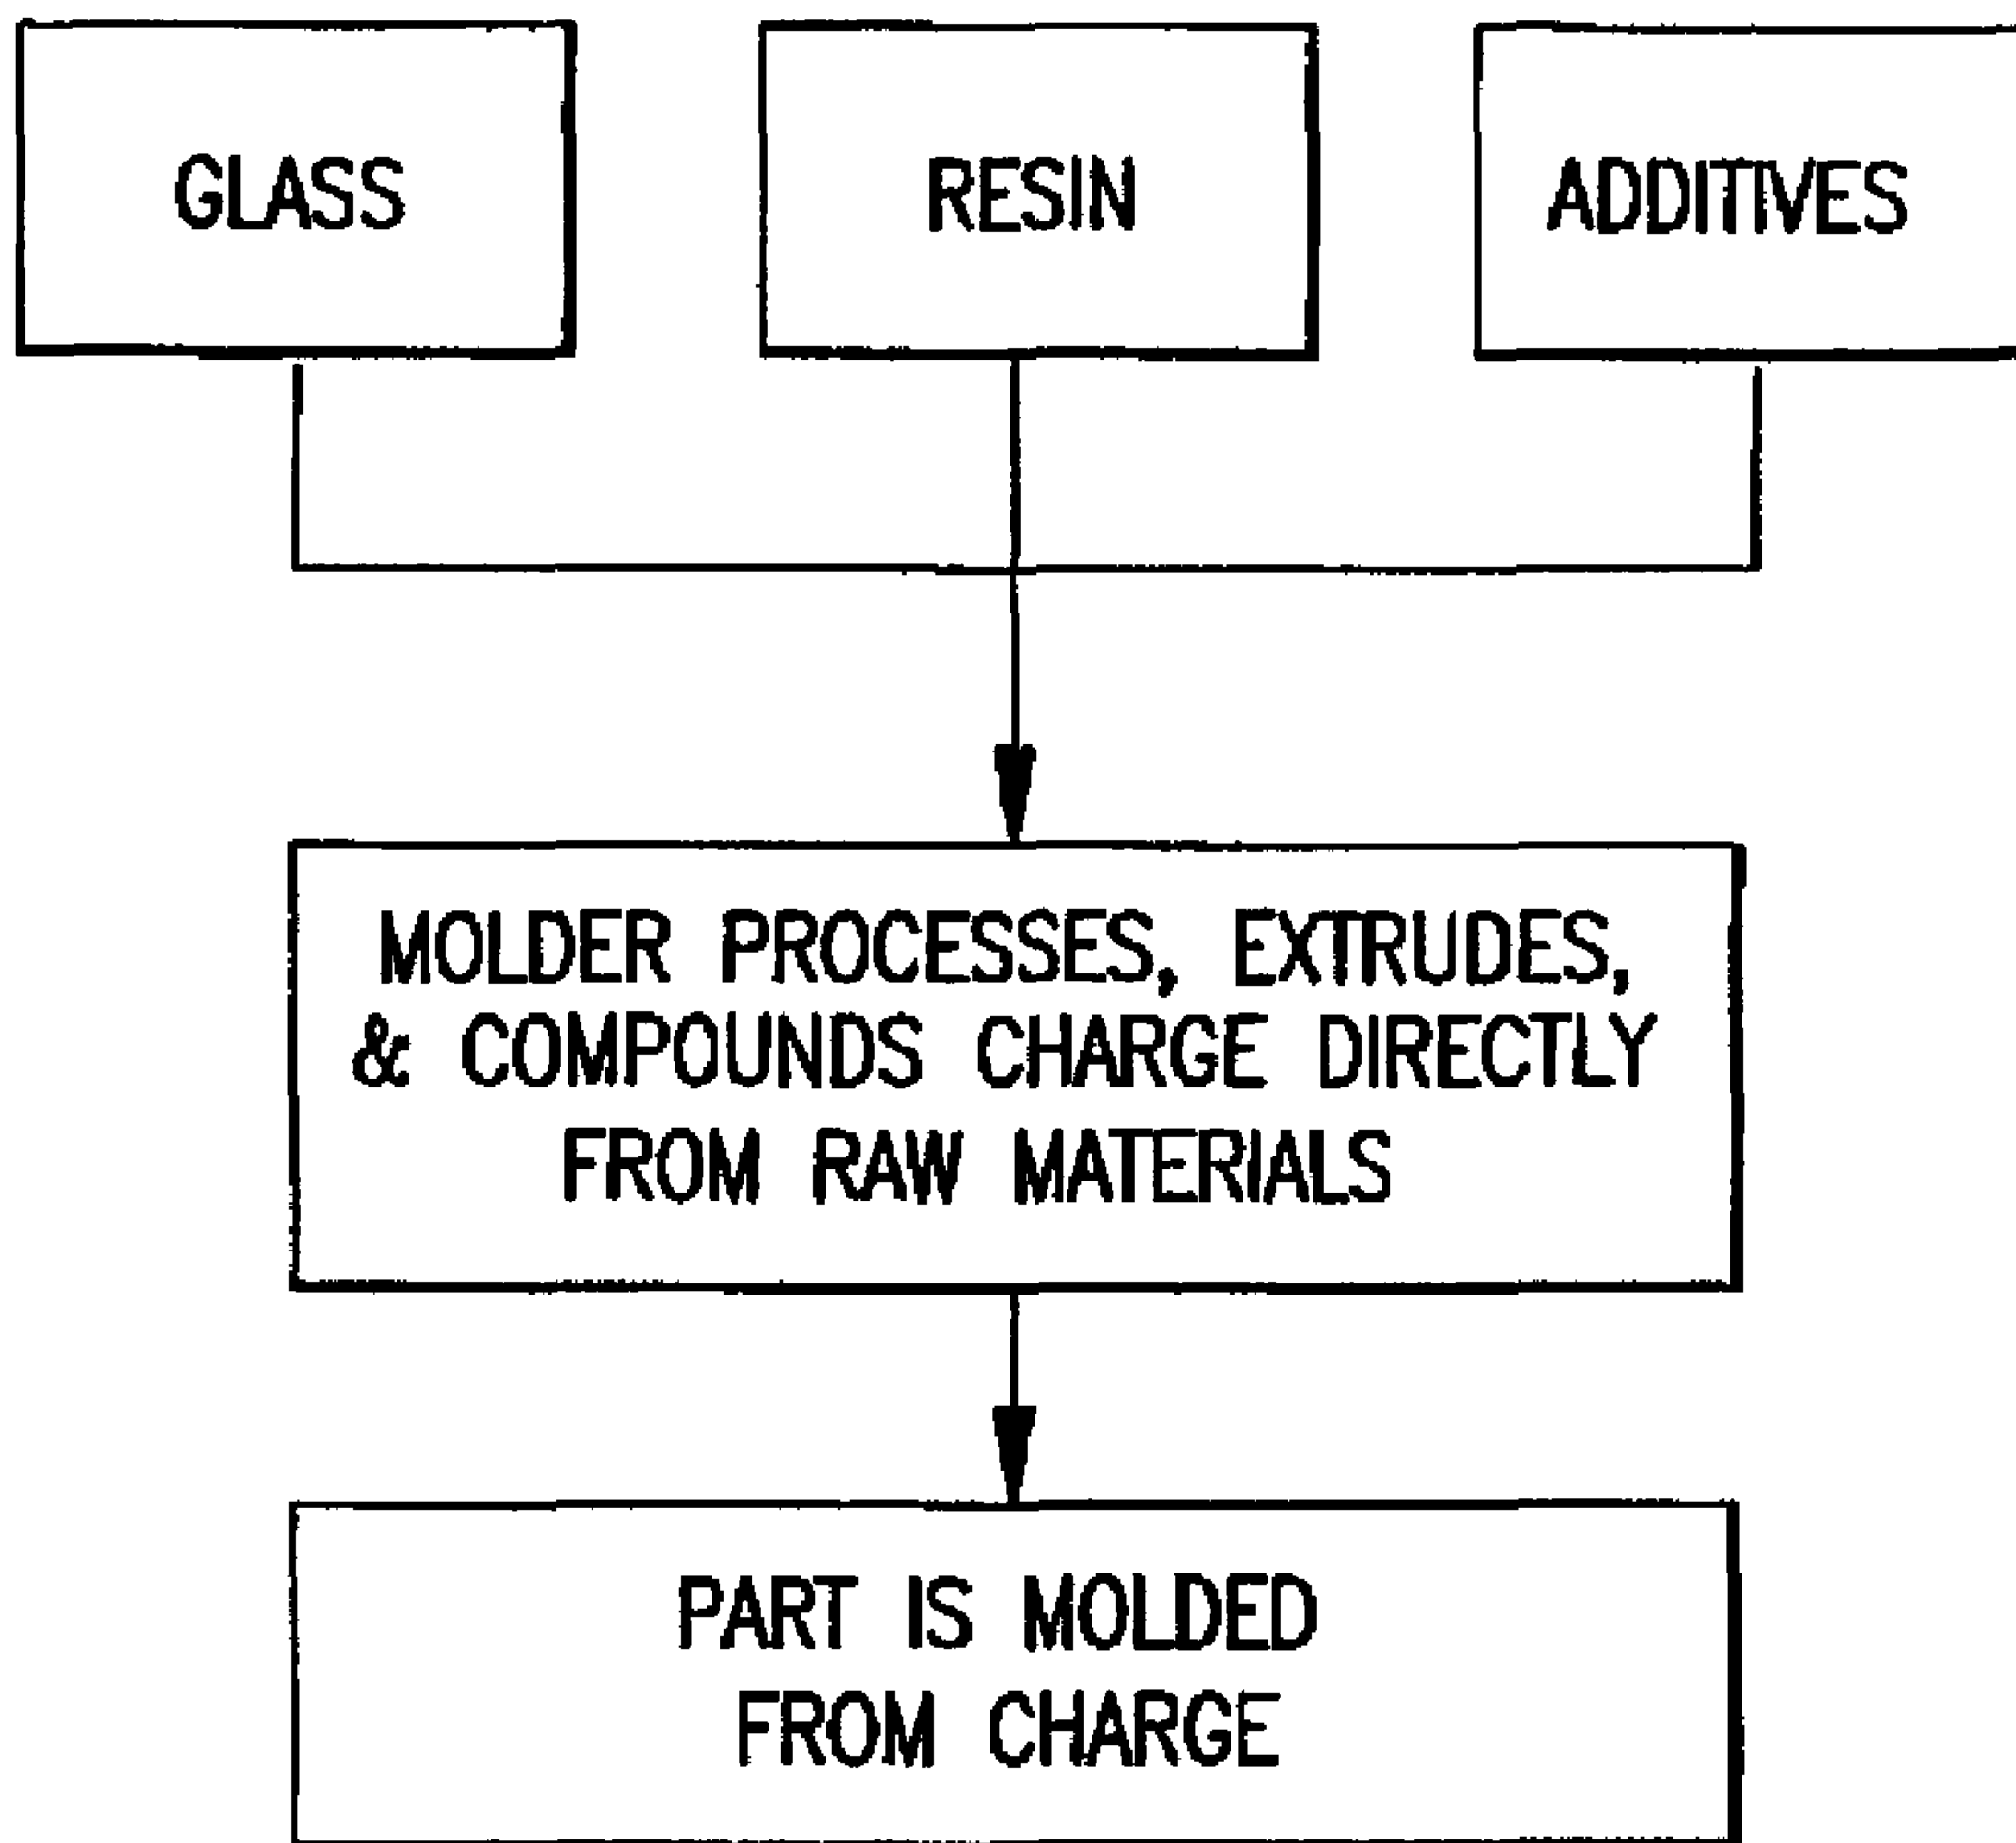 GLASS
RESIN
ADDITIVES
MOLDER PROCESSES, EXTRUDES,
& COMPOUNDS CHARGE DIRECTLY
FROM RAW MATERIALS
PART IS MOLDED
FROM CHARGE